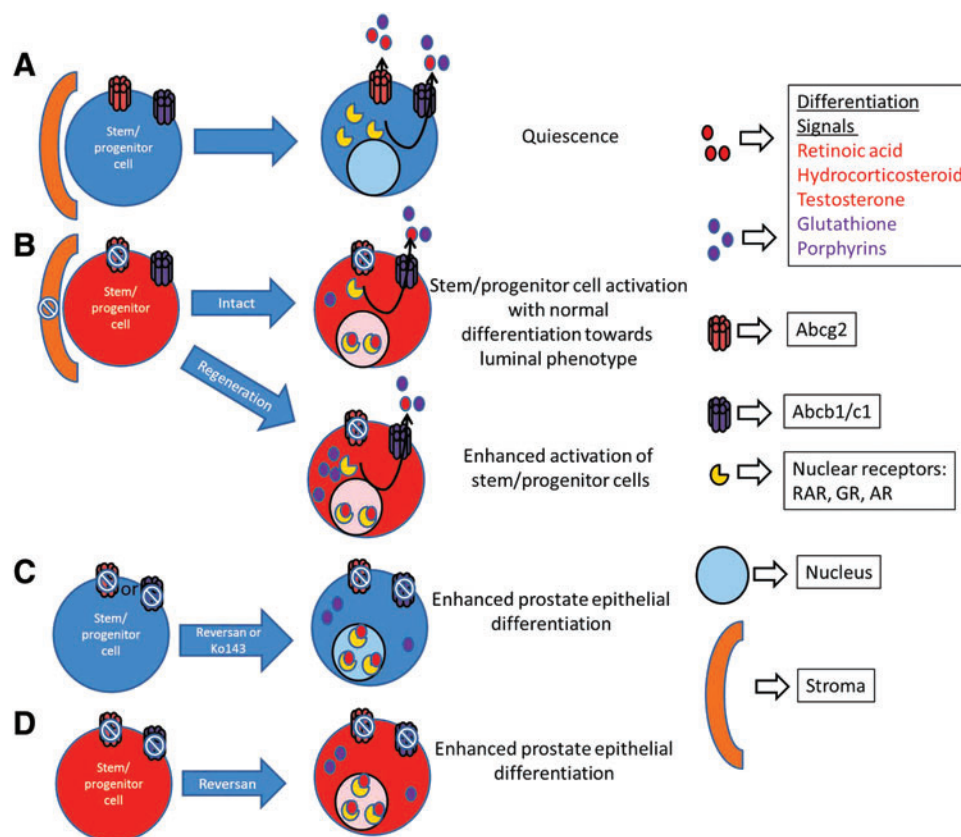 A
Stem/
progenitor
cell
Quiescence
B
Stem/
progenitor
cell
Intact
Stem/progenitor cell activation
with normal
differentiation towards
luminal phenotype
Regeneration
Enhanced activation of
stem/progenitor cells
C
or
Stem/
progenitor
cell
Reversan or
Ko143
Enhanced prostate epithelial
differentiation
D
Stem/
progenitor
cell
Reversan
Enhanced prostate epithelial
differentiation
Differentiation
Signals
Retinoic acid
Hydrocorticosteroid
Testosterone
Glutathione
Porphyrins
Abcg2
Abcb1/c1
Nuclear receptors:
RAR, GR, AR
Nucleus
Stroma